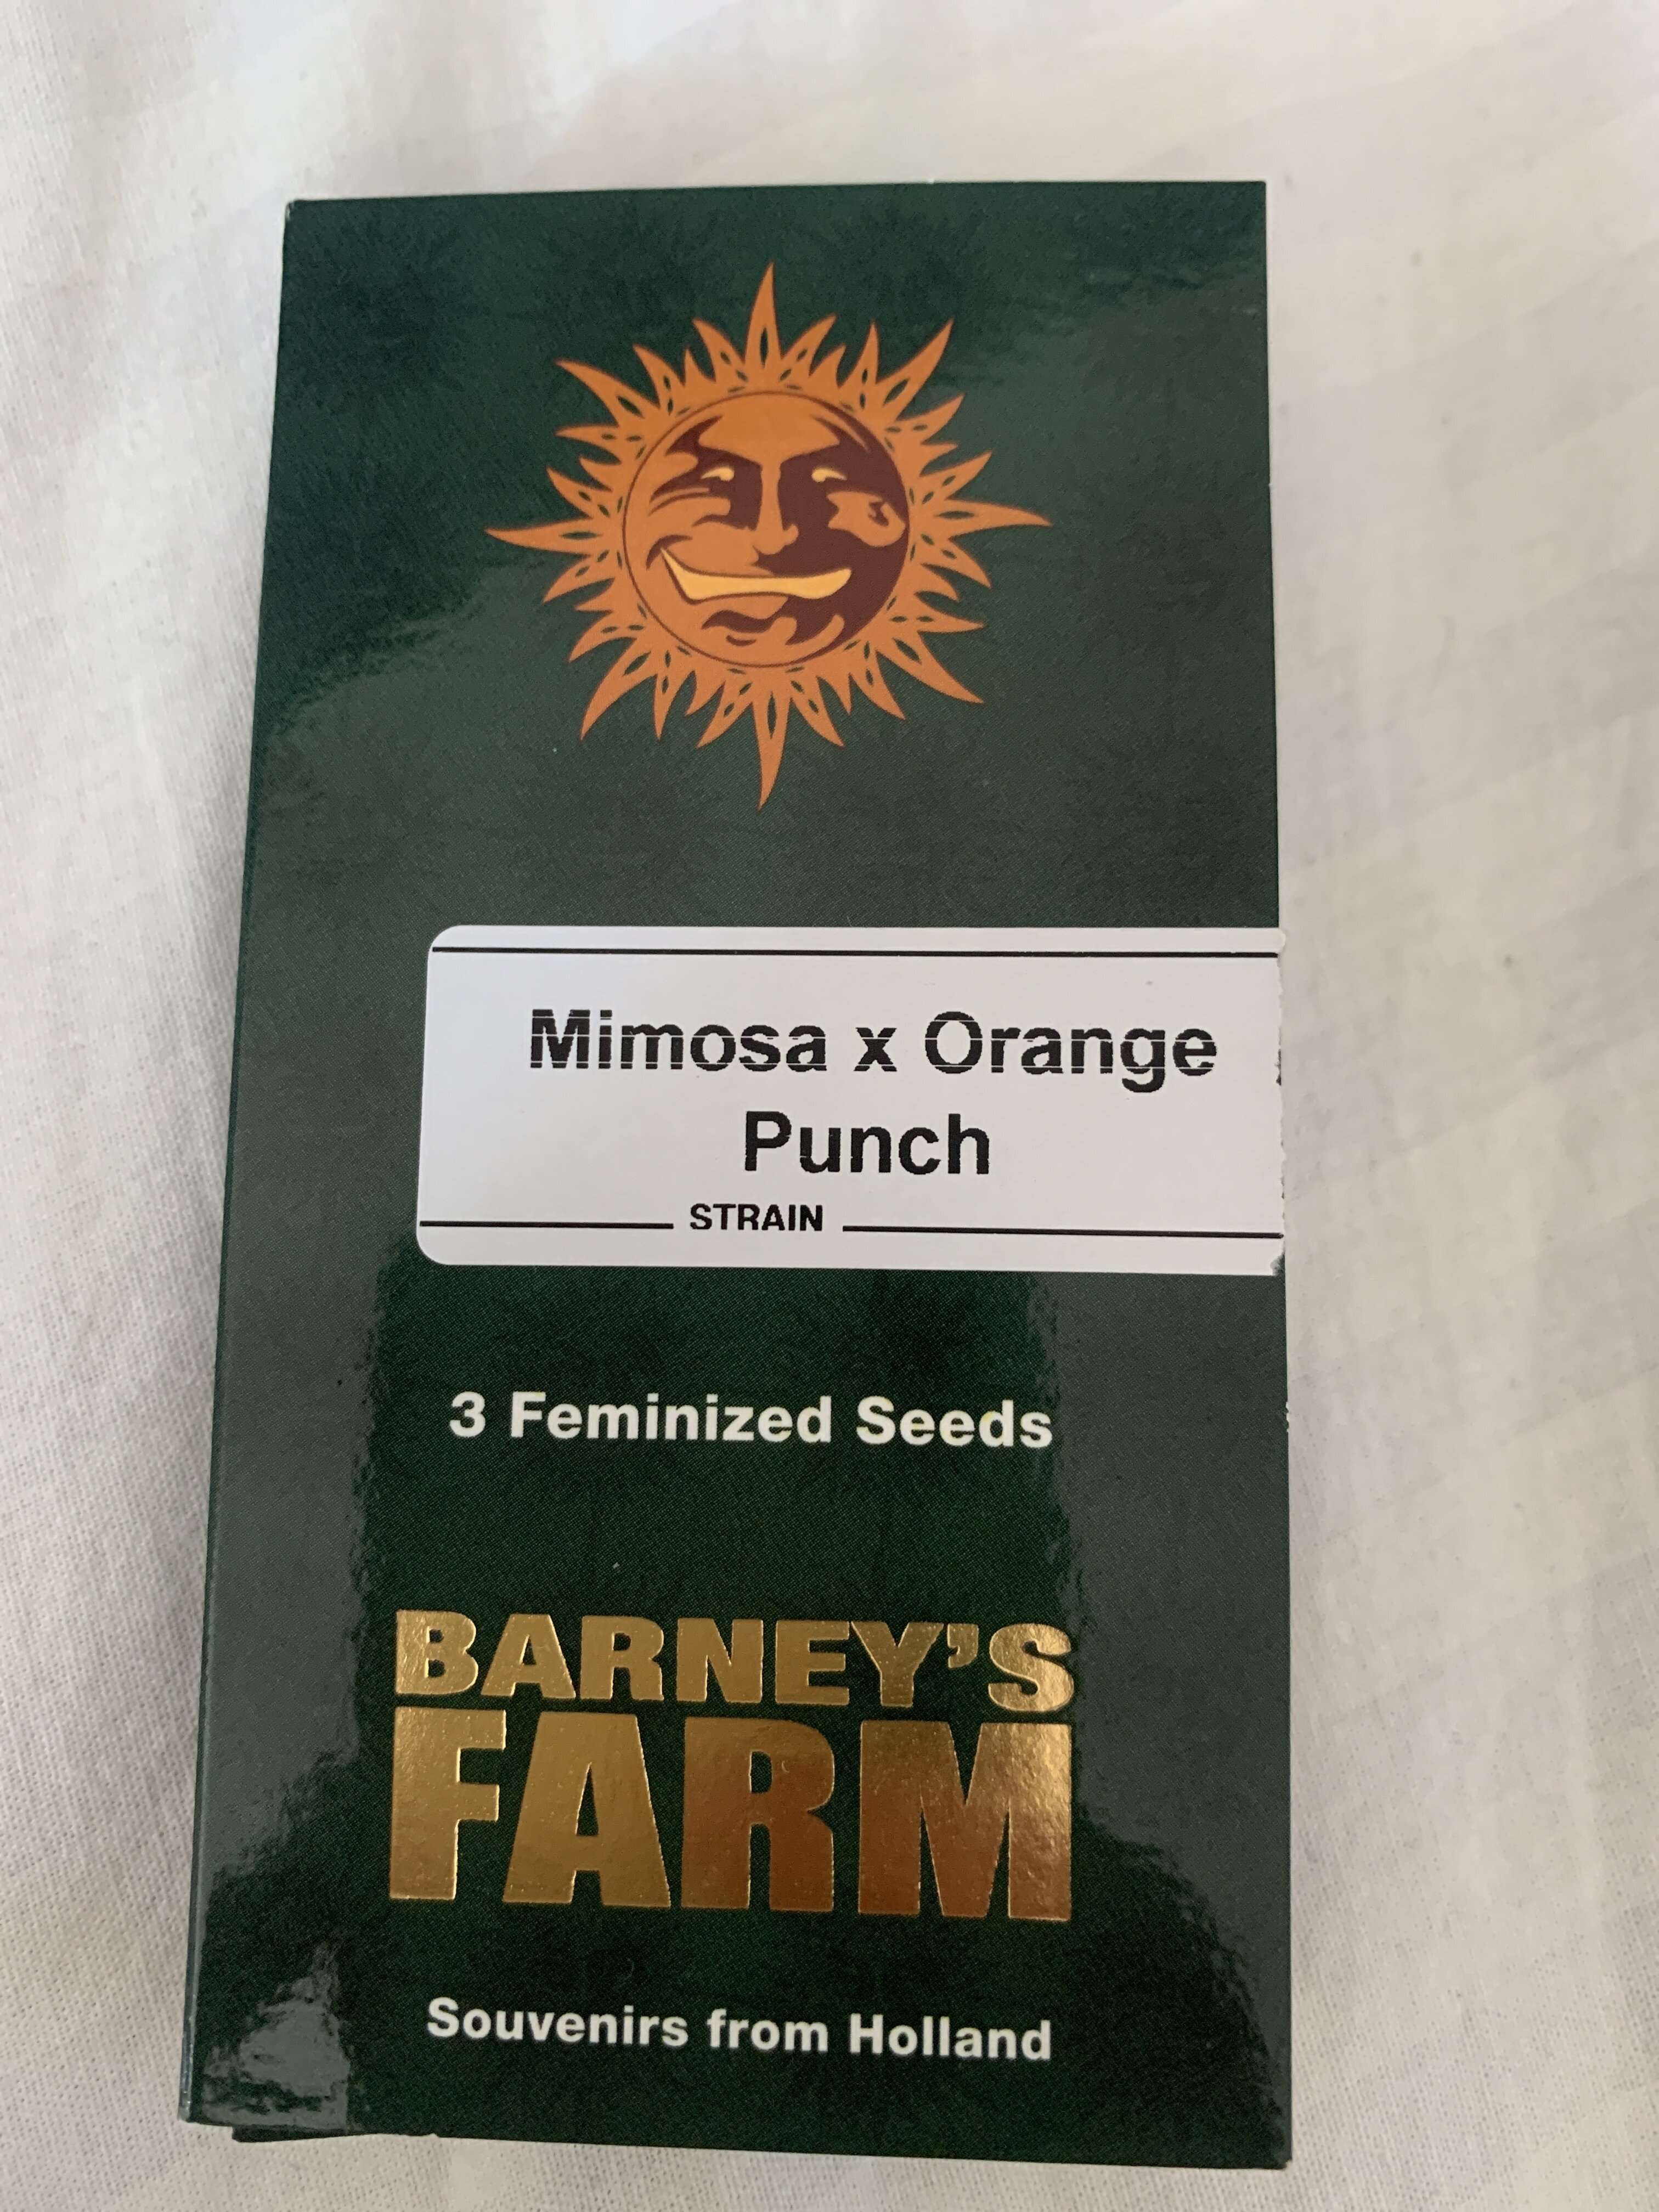 Mimosa x Orange
Punch
STRAIN
3 Feminized Seeds
BARNEY'S
FARM
Souvenirs from Holland